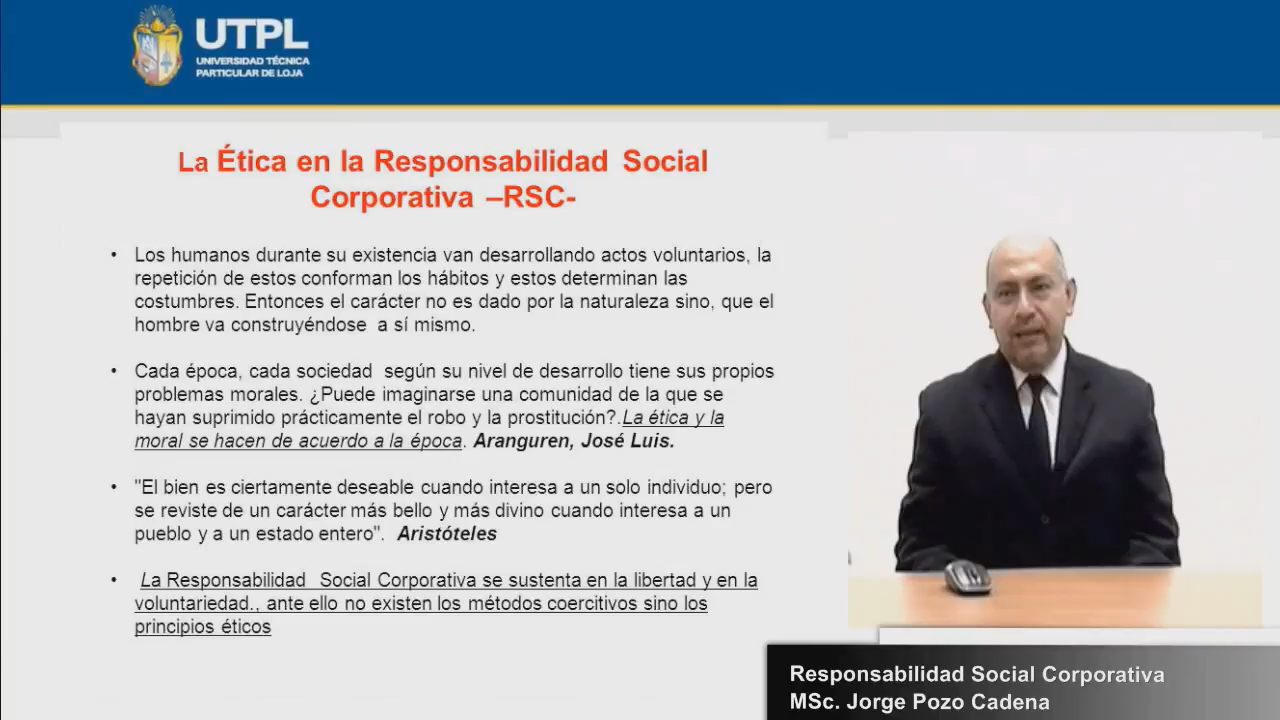 UTPL
UNIVERSIDAD TÉCNICA
PARTICULAR DE LOJA
La Ética en la Responsabilidad Social
Corporativa –RSC-
• Los humanos durante su existencia van desarrollando actos voluntarios, la
repetición de estos conforman los hábitos y estos determinan las
costumbres. Entonces el carácter no es dado por la naturaleza sino, que el
hombre va construyéndose a sí mismo.
• Cada época, cada sociedad según su nivel de desarrollo tiene sus propios
problemas morales. ¿Puede imaginarse una comunidad de la que se
hayan suprimido prácticamente el robo y la prostitución?.La ética y la
moral se hacen de acuerdo a la época. Aranguren, José Luis.
• "El bien es ciertamente deseable cuando interesa a un solo individuo; pero
se reviste de un carácter más bello y más divino cuando interesa a un
pueblo y a un estado entero". Aristóteles
• La Responsabilidad Social Corporativa se sustenta en la libertad y en la
voluntariedad., ante ello no existen los métodos coercitivos sino los
principios éticos
Responsabilidad Social Corporativa
MSc. Jorge Pozo Cadena